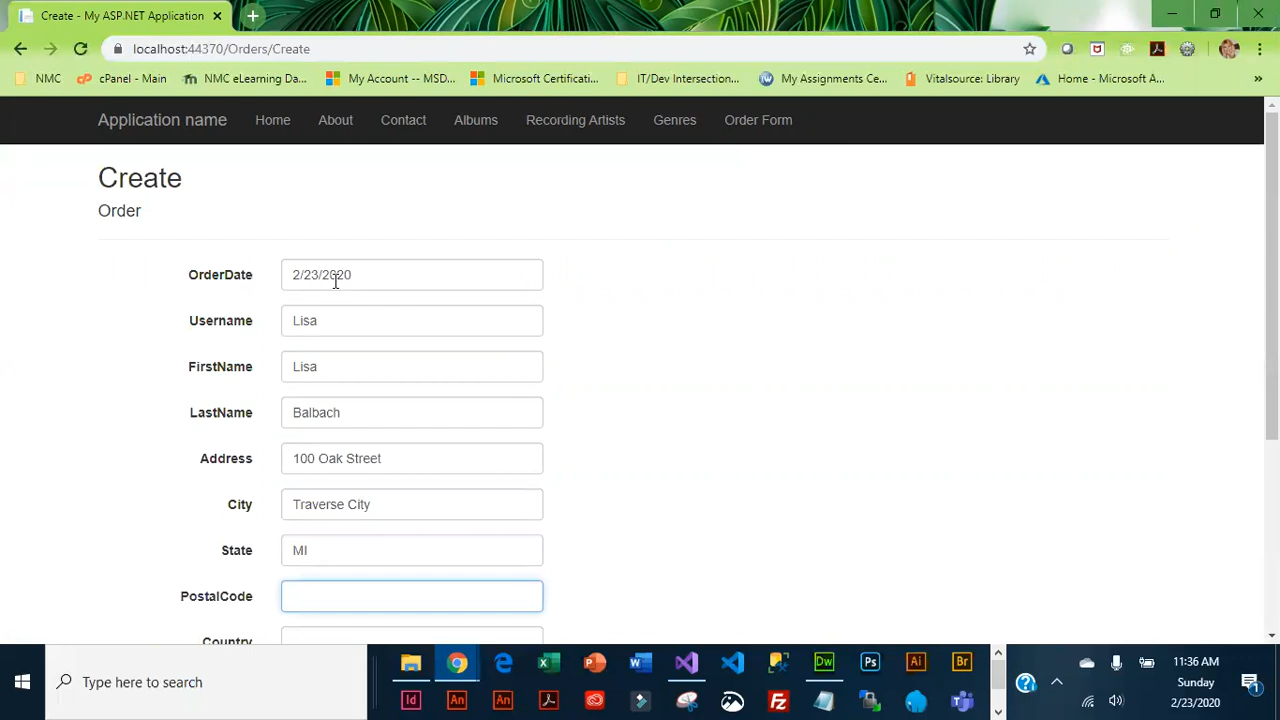 Create - My ASP.NET Application
localhost:44370/Orders/Create
NMC cPanel - Main NMC eLearning Da... My Account -- MSD... Microsoft Certificati... IT/Dev Intersection... My Assignments Ce... Vitalsource: Library Home - Microsoft A... »
Application name Home About Contact Albums Recording Artists Genres Order Form
Create
Order
OrderDate 2/23/2020
Username Lisa
FirstName Lisa
LastName Balbach
Address 100 Oak Street
City Traverse City
State MI
PostalCode
Country
Type here to search
11:36 AM
Sunday
2/23/2020